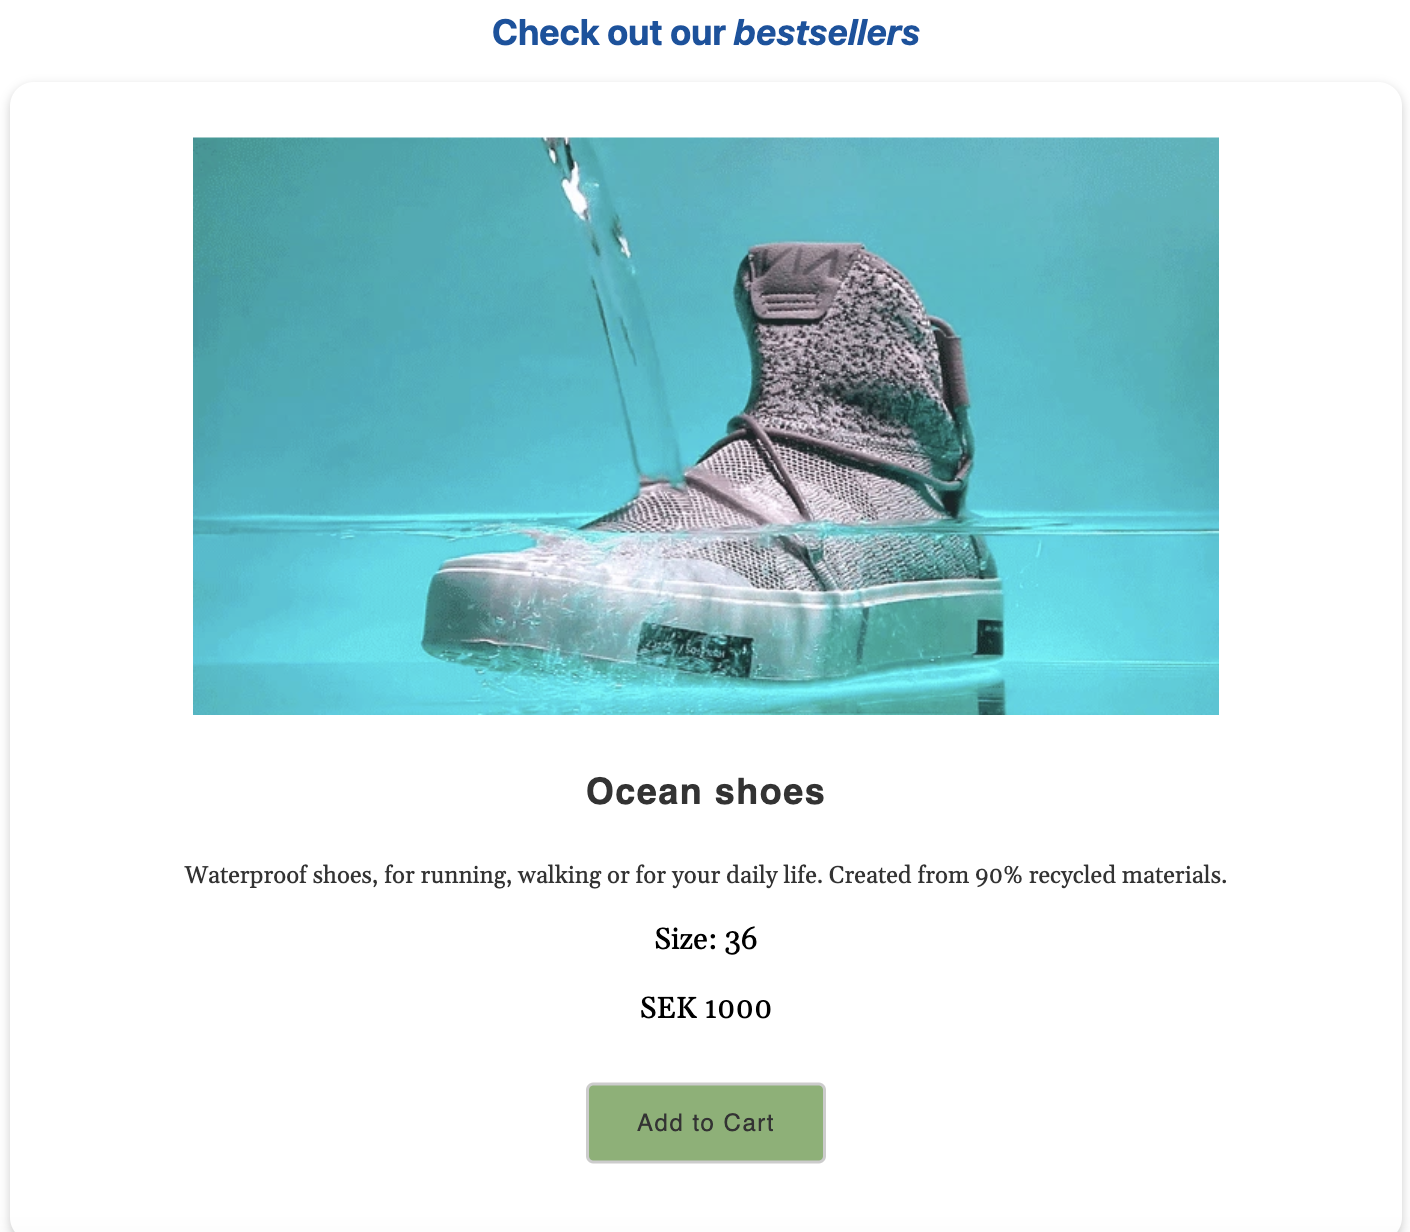 Check out our bestsellers
Ocean shoes
Waterproof shoes, for running, walking or for your daily life. Created from 90% recycled materials.
Size: 36
SEK 1000
Add to Cart